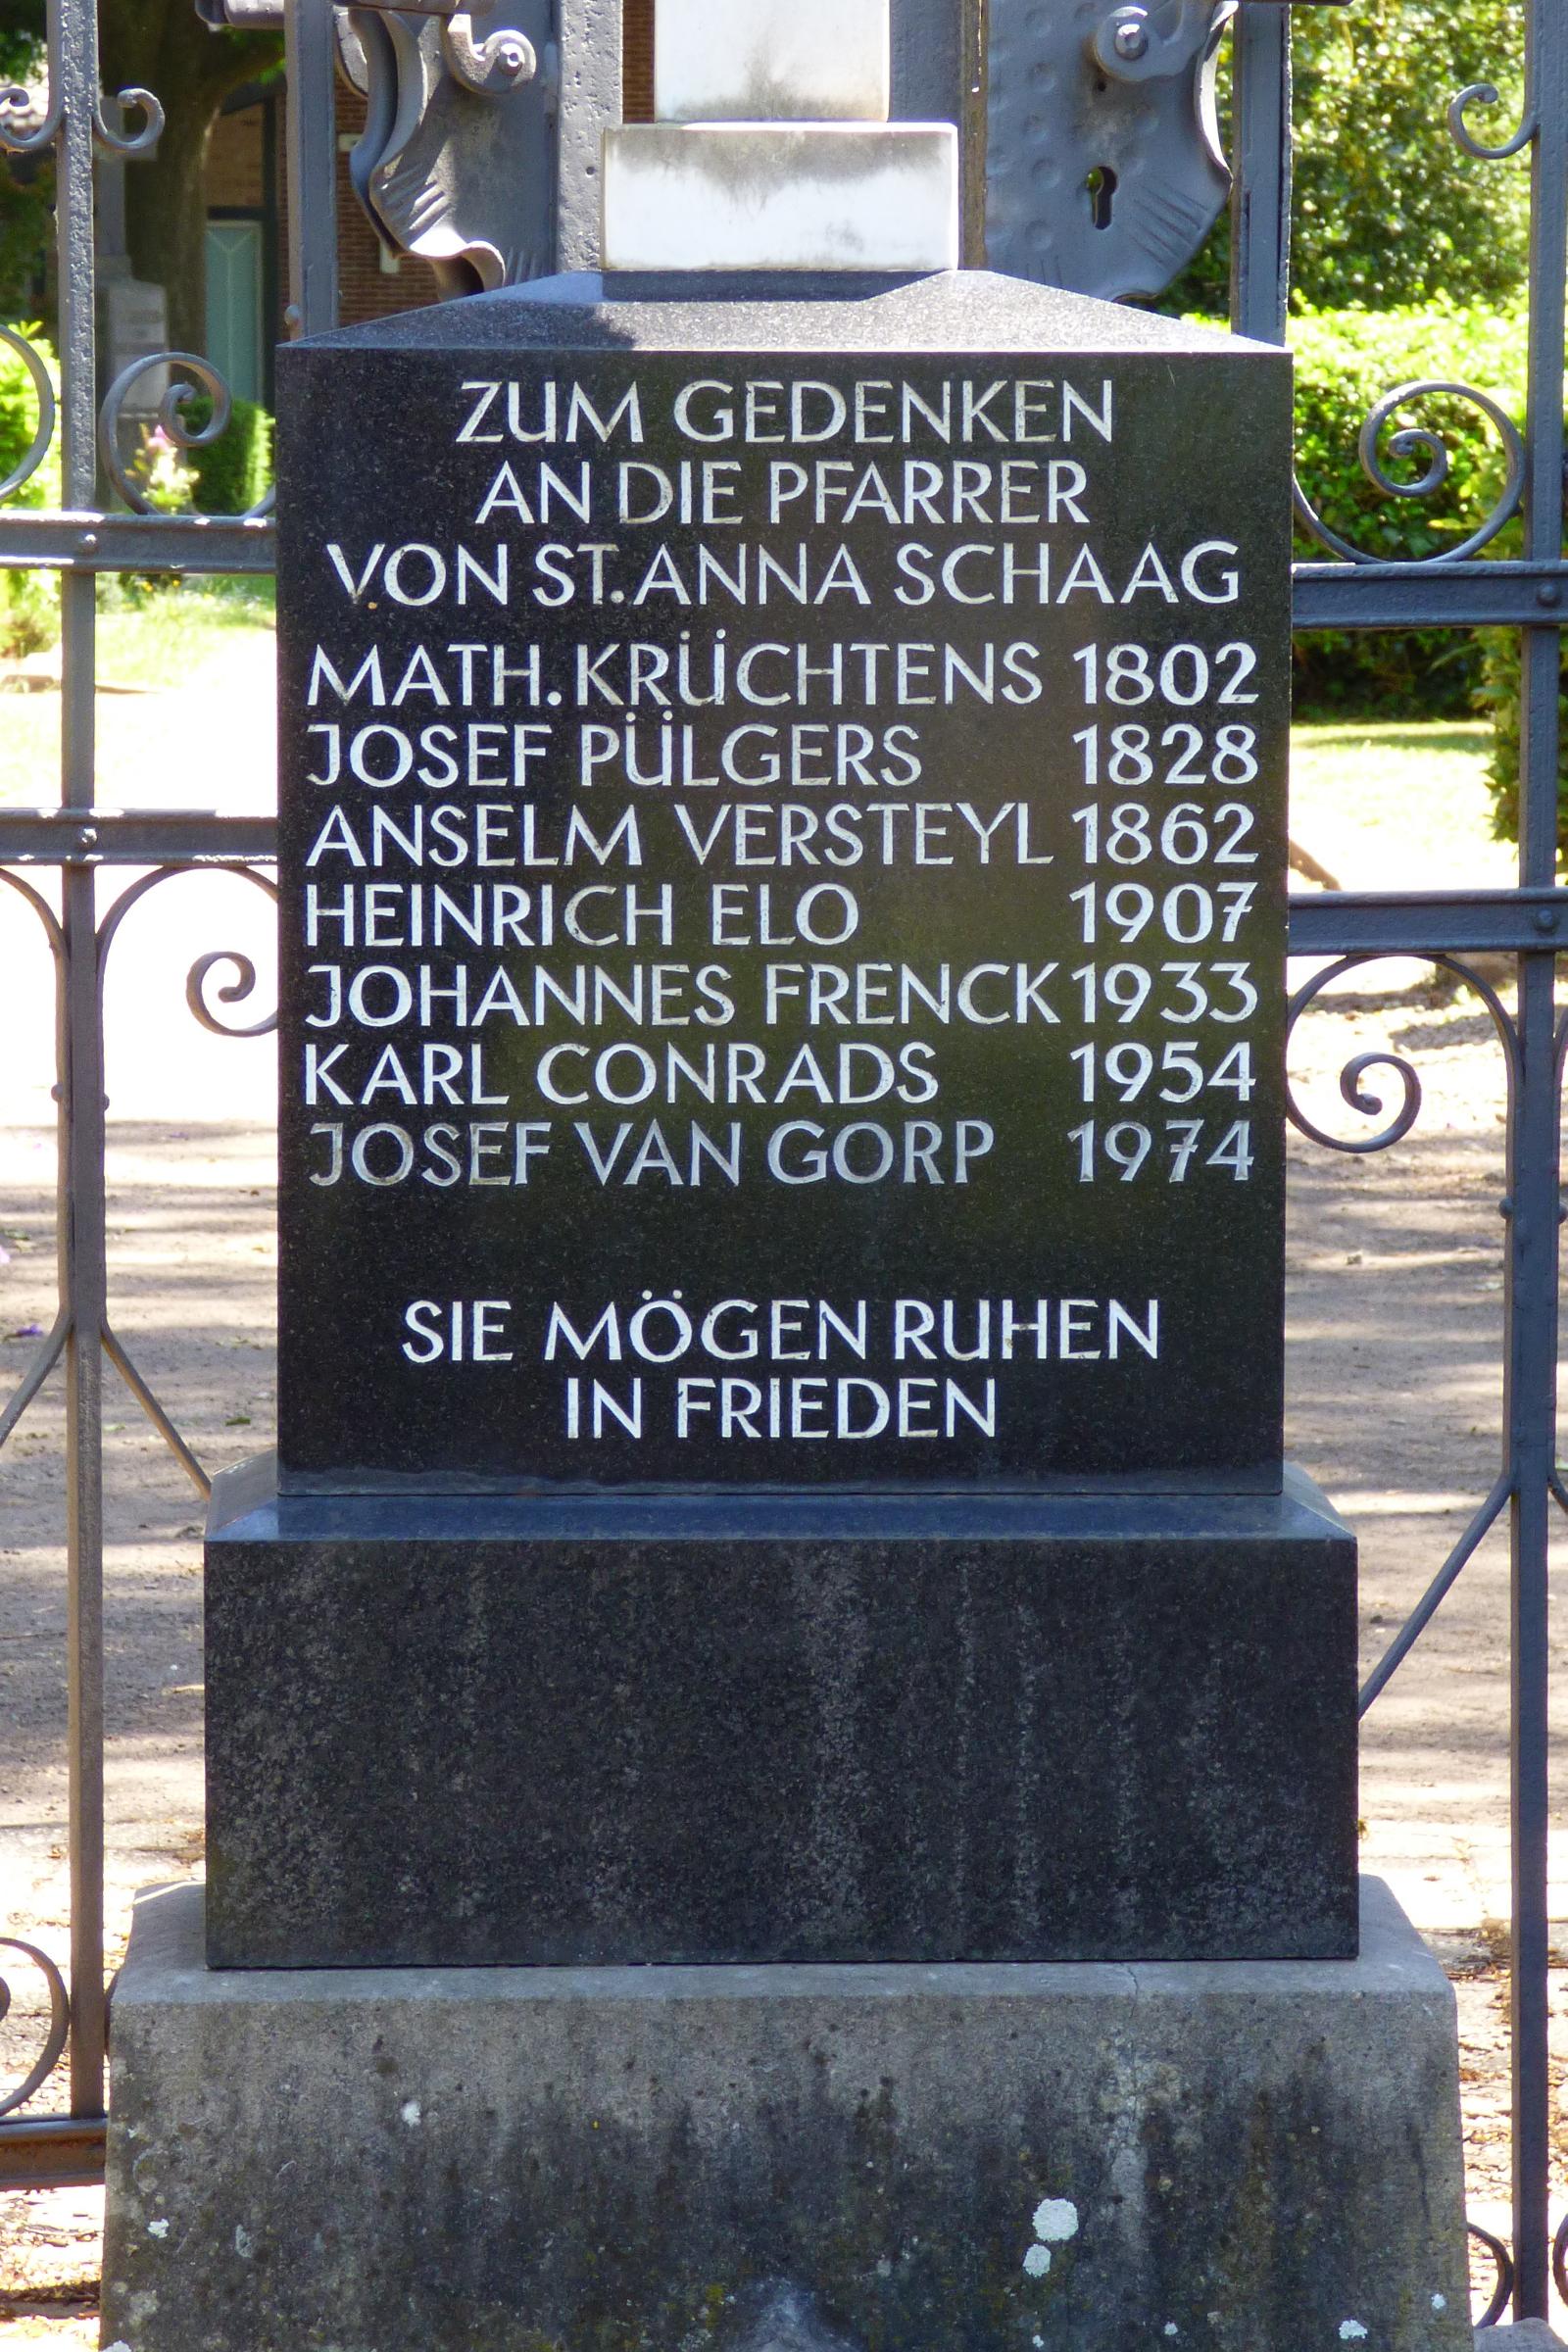 ZUM GEDENKEN
AN DIE PFARRER
VON ST. ANNA SCHAAG
MATH. KRÜCHTENS 1802
JOSEF PÜLGERS 1828
ANSELM VERSTEYL 1862
HEINRICH ELO 1907
JOHANNES FRENCK 1933
KARL CONRADS 1954
JOSEF VAN GORP 1974
SIE MÖGEN RUHEN
IN FRIEDEN